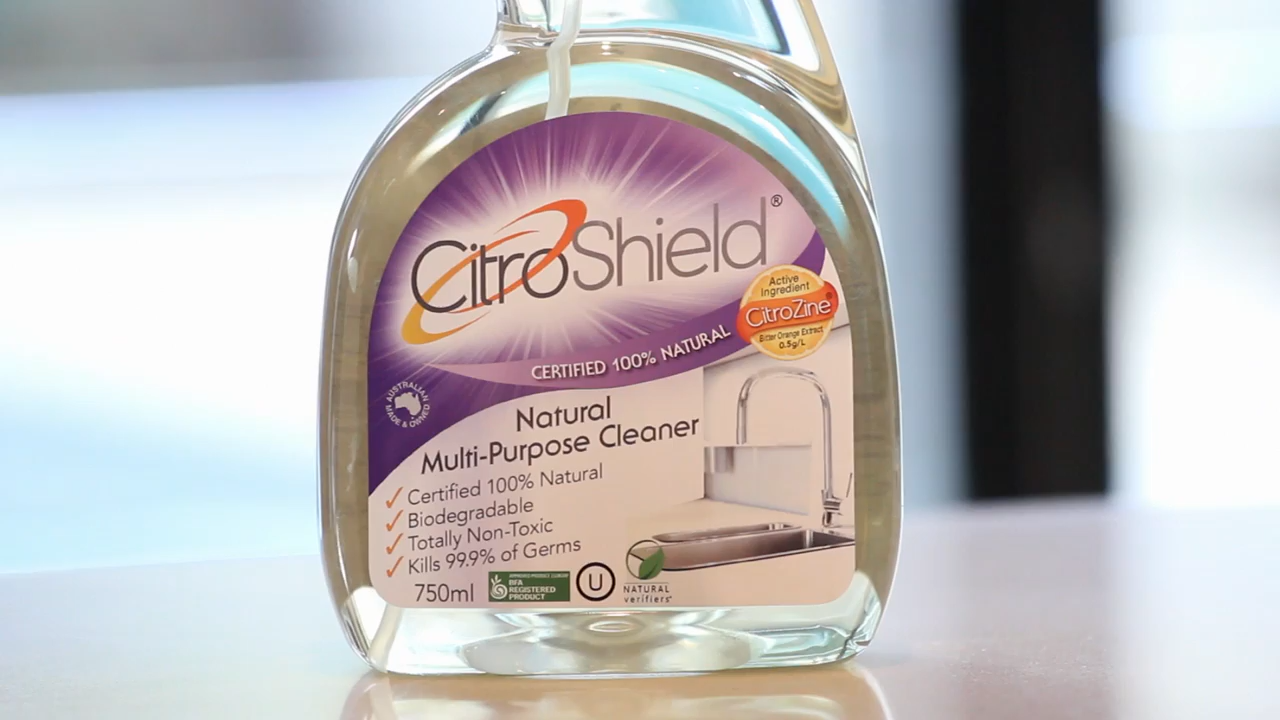 CitroShield®
Active
Ingredient
CitroZine®
Bitter Orange Extract
0.5g/L
CERTIFIED 100% NATURAL
AUSTRALIAN
MADE & OWNED
Natural
Multi-Purpose Cleaner
✓ Certified 100% Natural
✓ Biodegradable
✓ Totally Non-Toxic
✓ Kills 99.9% of Germs
750ml
BFA
REGISTERED
PRODUCT
U
NATURAL
verifiers